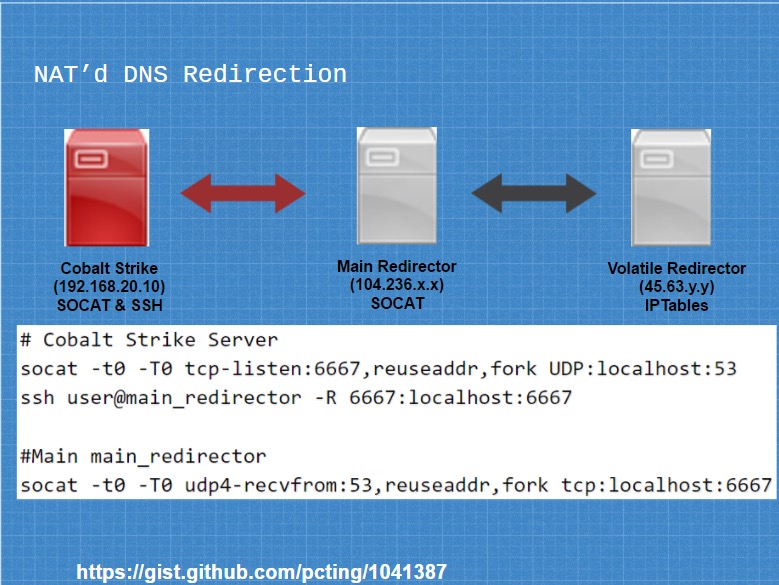 NAT’d DNS Redirection
Cobalt Strike
(192.168.20.10)
SOCAT & SSH
Main Redirector
(104.236.x.x)
SOCAT
Volatile Redirector
(45.63.y.y)
IPTables
# Cobalt Strike Server
socat -t0 -T0 tcp-listen:6667,reuseaddr,fork UDP:localhost:53
ssh user@main_redirector -R 6667:localhost:6667
#Main main_redirector
socat -t0 -T0 udp4-recvfrom:53,reuseaddr,fork tcp:localhost:6667
https://gist.github.com/pcting/1041387